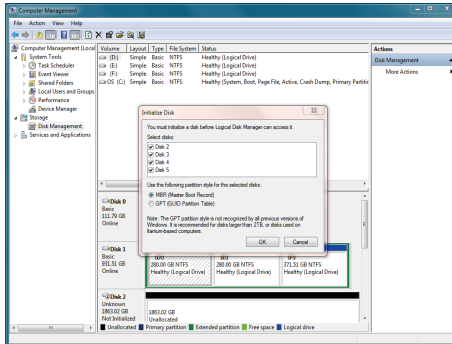 Computer Management
File Action View Help
Computer Management (Local
System Tools
Task Scheduler
Event Viewer
Shared Folders
Local Users and Groups
Performance
Device Manager
Storage
Disk Management
Services and Applications
Volume Layout Type File System Status
(D:) Simple Basic NTFS Healthy (Logical Drive)
(E:) Simple Basic NTFS Healthy (Logical Drive)
(F:) Simple Basic NTFS Healthy (Logical Drive)
OS (C:) Simple Basic NTFS Healthy (System, Boot, Page File, Active, Crash Dump, Primary Partitio
Actions
Disk Management
More Actions
Initialize Disk
You must initialize a disk before Logical Disk Manager can access it.
Select disks:
Disk 2
Disk 3
Disk 4
Disk 5
Use the following partition style for the selected disks:
MBR (Master Boot Record)
GPT (GUID Partition Table)
Note: The GPT partition style is not recognized by all previous versions of
Windows. It is recommended for disks larger than 2TB, or disks used on
Itanium-based computers.
OK Cancel
Disk 0
Basic
111.79 GB
Online
Disk 1
Basic
931.51 GB
Online
280.00 GB NTFS
Healthy (Logical Drive)
280.00 GB NTFS
Healthy (Logical Drive)
371.51 GB NTFS
Healthy (Logical Drive)
Disk 2
Unknown
1863.02 GB
Not Initialized
1863.02 GB
Unallocated
Unallocated Primary partition Extended partition Free space Logical drive